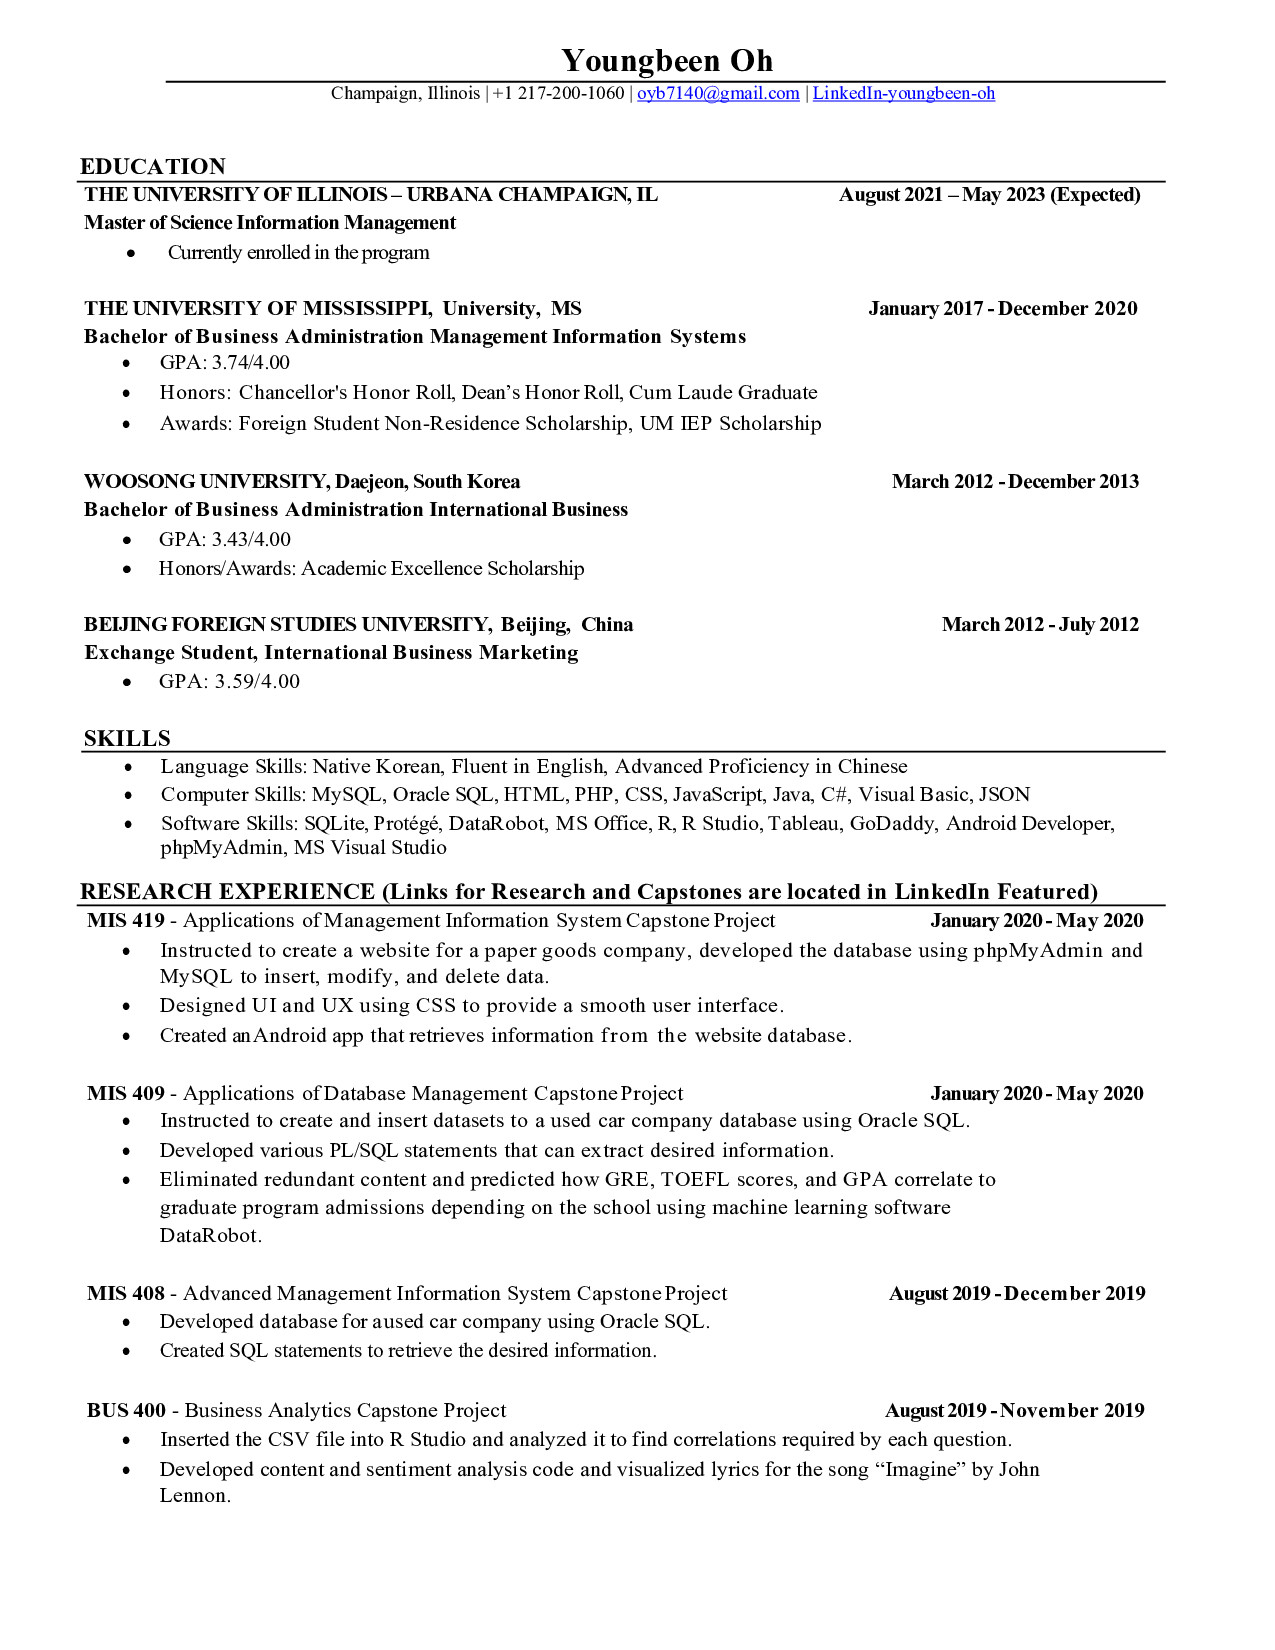 Youngbeen Oh
Champaign, Illinois | +1 217-200-1060 | oyb7140@gmail.com | LinkedIn-youngbeen-oh
EDUCATION
THE UNIVERSITY OF ILLINOIS – URBANA CHAMPAIGN, IL August 2021 – May 2023 (Expected)
Master of Science Information Management
• Currently enrolled in the program
THE UNIVERSITY OF MISSISSIPPI, University, MS January 2017 - December 2020
Bachelor of Business Administration Management Information Systems
• GPA: 3.74/4.00
• Honors: Chancellor's Honor Roll, Dean’s Honor Roll, Cum Laude Graduate
• Awards: Foreign Student Non-Residence Scholarship, UM IEP Scholarship
WOOSONG UNIVERSITY, Daejeon, South Korea March 2012 - December 2013
Bachelor of Business Administration International Business
• GPA: 3.43/4.00
• Honors/Awards: Academic Excellence Scholarship
BEIJING FOREIGN STUDIES UNIVERSITY, Beijing, China March 2012 - July 2012
Exchange Student, International Business Marketing
• GPA: 3.59/4.00
SKILLS
• Language Skills: Native Korean, Fluent in English, Advanced Proficiency in Chinese
• Computer Skills: MySQL, Oracle SQL, HTML, PHP, CSS, JavaScript, Java, C#, Visual Basic, JSON
• Software Skills: SQLite, Protégé, DataRobot, MS Office, R, R Studio, Tableau, GoDaddy, Android Developer,
phpMyAdmin, MS Visual Studio
RESEARCH EXPERIENCE (Links for Research and Capstones are located in LinkedIn Featured)
MIS 419 - Applications of Management Information System Capstone Project January 2020 - May 2020
• Instructed to create a website for a paper goods company, developed the database using phpMyAdmin and
MySQL to insert, modify, and delete data.
• Designed UI and UX using CSS to provide a smooth user interface.
• Created an Android app that retrieves information from the website database.
MIS 409 - Applications of Database Management Capstone Project January 2020 - May 2020
• Instructed to create and insert datasets to a used car company database using Oracle SQL.
• Developed various PL/SQL statements that can extract desired information.
• Eliminated redundant content and predicted how GRE, TOEFL scores, and GPA correlate to
graduate program admissions depending on the school using machine learning software
DataRobot.
MIS 408 - Advanced Management Information System Capstone Project August 2019 - December 2019
• Developed database for a used car company using Oracle SQL.
• Created SQL statements to retrieve the desired information.
BUS 400 - Business Analytics Capstone Project August 2019 - November 2019
• Inserted the CSV file into R Studio and analyzed it to find correlations required by each question.
• Developed content and sentiment analysis code and visualized lyrics for the song “Imagine” by John
Lennon.